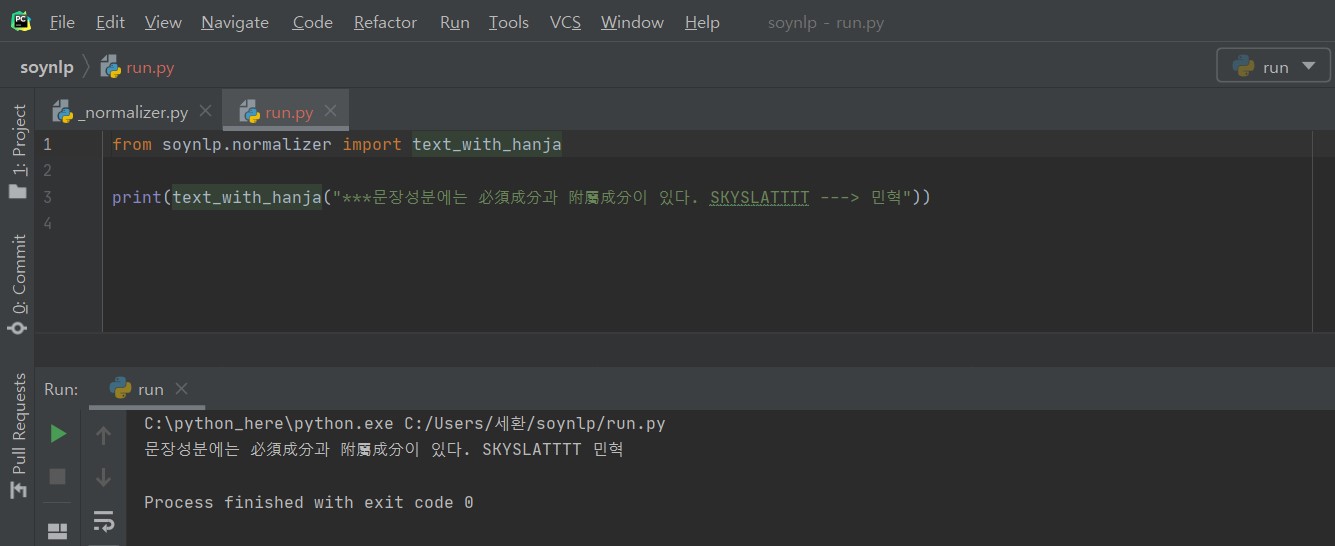 File Edit View Navigate Code Refactor Run Tools VCS Window Help soynlp - run.py
soynlp run.py run
_normalizer.py run.py
1: Project
0: Commit
Pull Requests
1 from soynlp.normalizer import text_with_hanja
2
3 print(text_with_hanja("***문장성분에는 必須成分과 附屬成分이 있다. SKYSLATTTT ---> 민혁"))
4
Run: run
C:\python_here\python.exe C:/Users/세환/soynlp/run.py
문장성분에는 必須成分과 附屬成分이 있다. SKYSLATTTT 민혁
Process finished with exit code 0